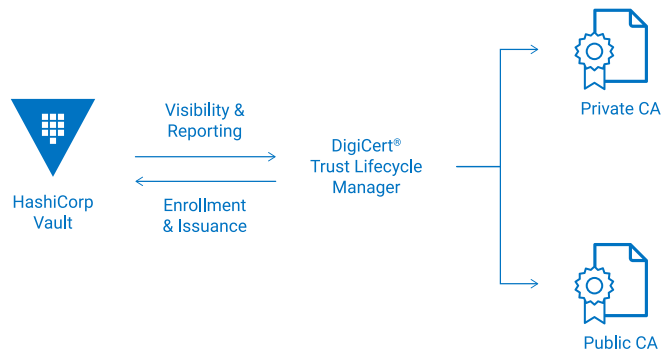 HashiCorp
Vault
Visibility &
Reporting
Enrollment
& Issuance
DigiCert®
Trust Lifecycle
Manager
Private CA
Public CA